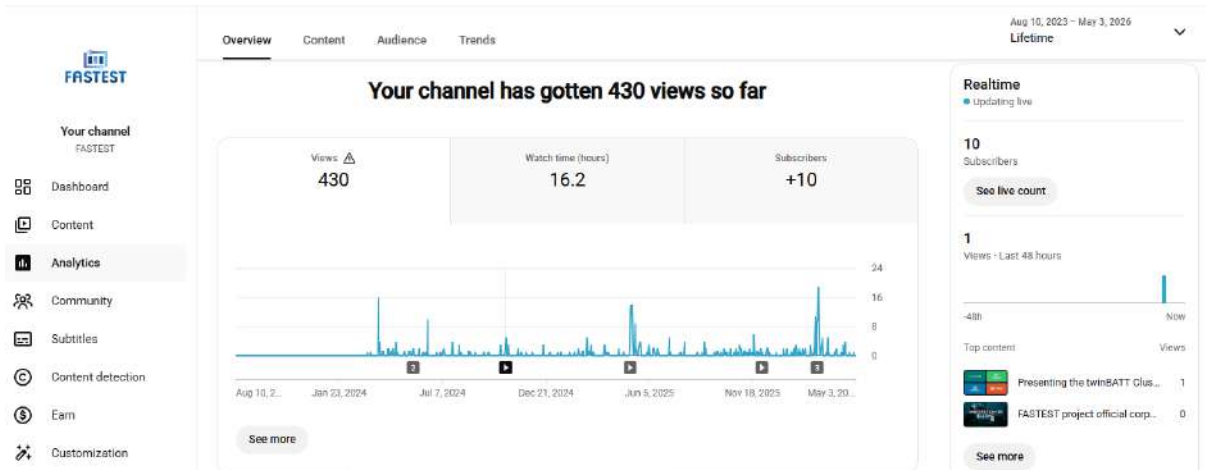 FASTEST
Your channel
FASTEST
Dashboard
Content
Analytics
Community
Subtitles
Content detection
Earn
Customization
Overview Content Audience Trends
Aug 10, 2023 – May 3, 2026
Lifetime
Your channel has gotten 430 views so far
Views
430
Watch time (hours)
16.2
Subscribers
+10
24
16
8
0
2
3
Aug 10, 2... Jan 23, 2024 Jul 7, 2024 Dec 21, 2024 Jun 5, 2025 Nov 18, 2025 May 3, 20...
See more
Realtime
Updating live
10
Subscribers
See live count
1
Views · Last 48 hours
-48h Now
Top content Views
Presenting the twinBATT Clus... 1
FASTEST project official corp... 0
See more